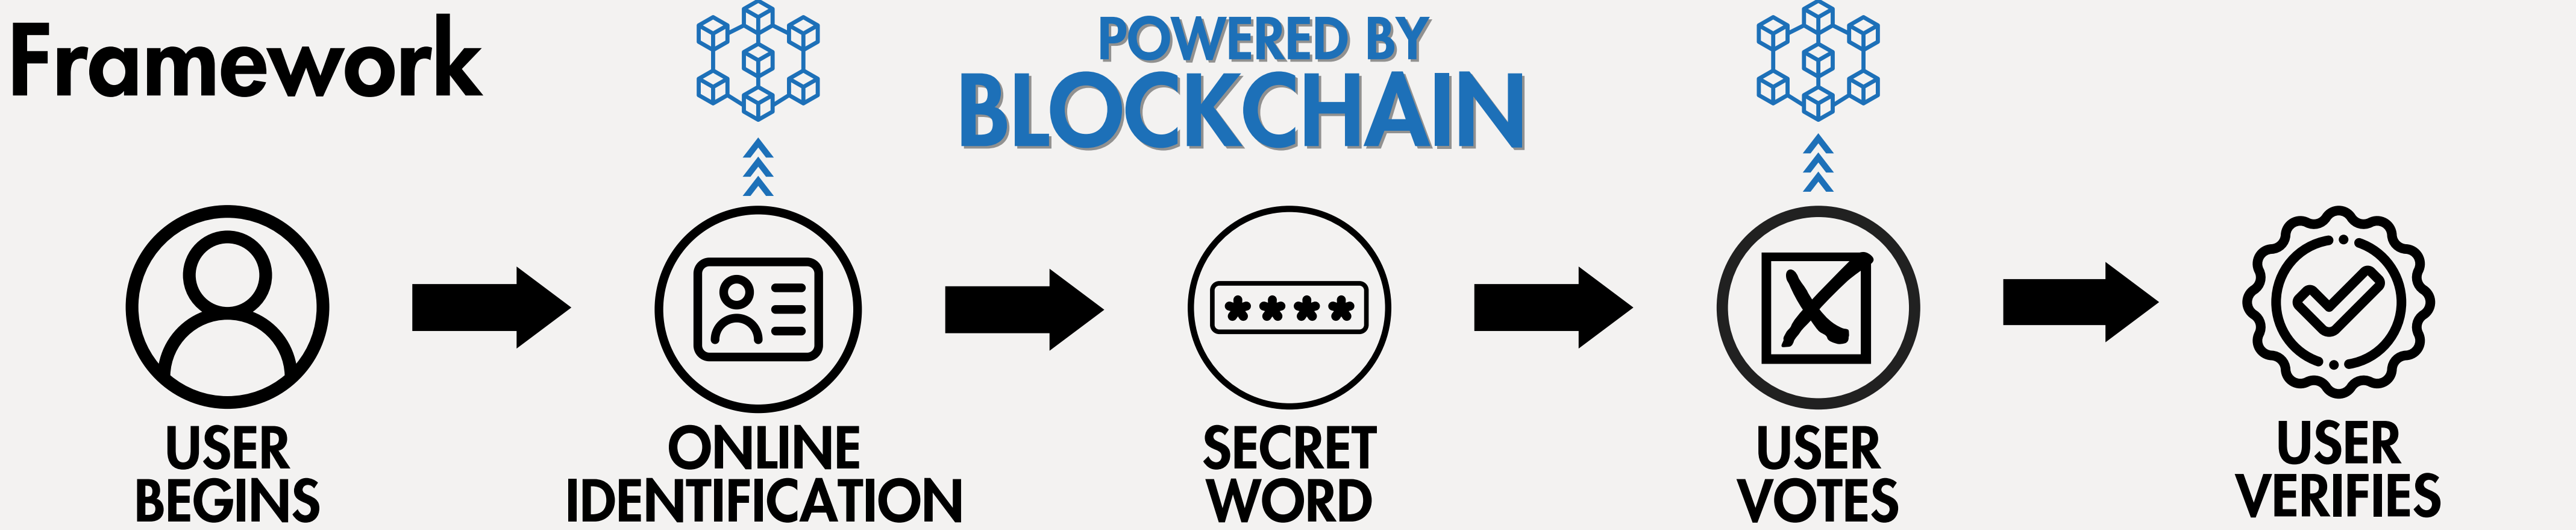 Framework
POWERED BY
BLOCKCHAIN
****
USER
BEGINS
ONLINE
IDENTIFICATION
SECRET
WORD
USER
VOTES
USER
VERIFIES